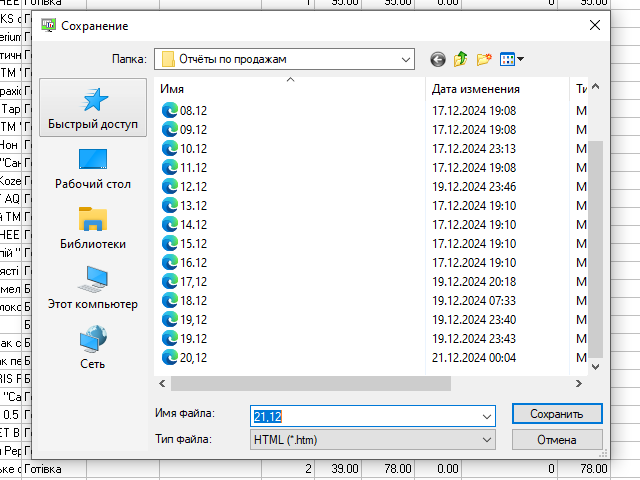 Готівка 1 95.00 95.00 0.00 0 95.00
Сохранение
Папка: Отчёты по продажам
Имя Дата изменения Ти
08.12 17.12.2024 19:08 M
09.12 17.12.2024 19:08 M
10.12 17.12.2024 23:13 M
11.12 17.12.2024 19:08 M
12.12 19.12.2024 23:46 M
13.12 17.12.2024 19:10 M
14.12 17.12.2024 19:10 M
15.12 17.12.2024 19:10 M
16.12 17.12.2024 19:10 M
17,12 19.12.2024 20:18 M
18.12 19.12.2024 07:33 M
19,12 19.12.2024 23:40 M
19.12 19.12.2024 23:43 M
20,12 21.12.2024 00:04 M
Быстрый доступ
Рабочий стол
Библиотеки
Этот компьютер
Сеть
Имя файла: 21,12
Сохранить
Тип файла: HTML (*.htm)
Отмена
Готівка 2 39.00 78.00 0.00 0 78.00